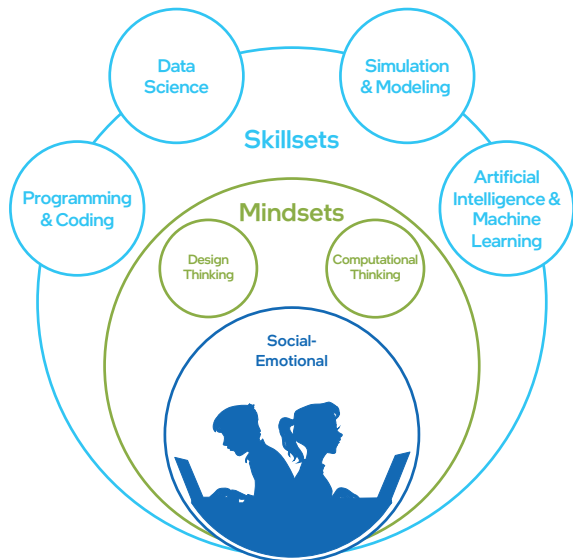 Data
Science
Simulation
& Modeling
Skillsets
Programming
& Coding
Artificial
Intelligence &
Machine
Learning
Mindsets
Design
Thinking
Computational
Thinking
Social-
Emotional